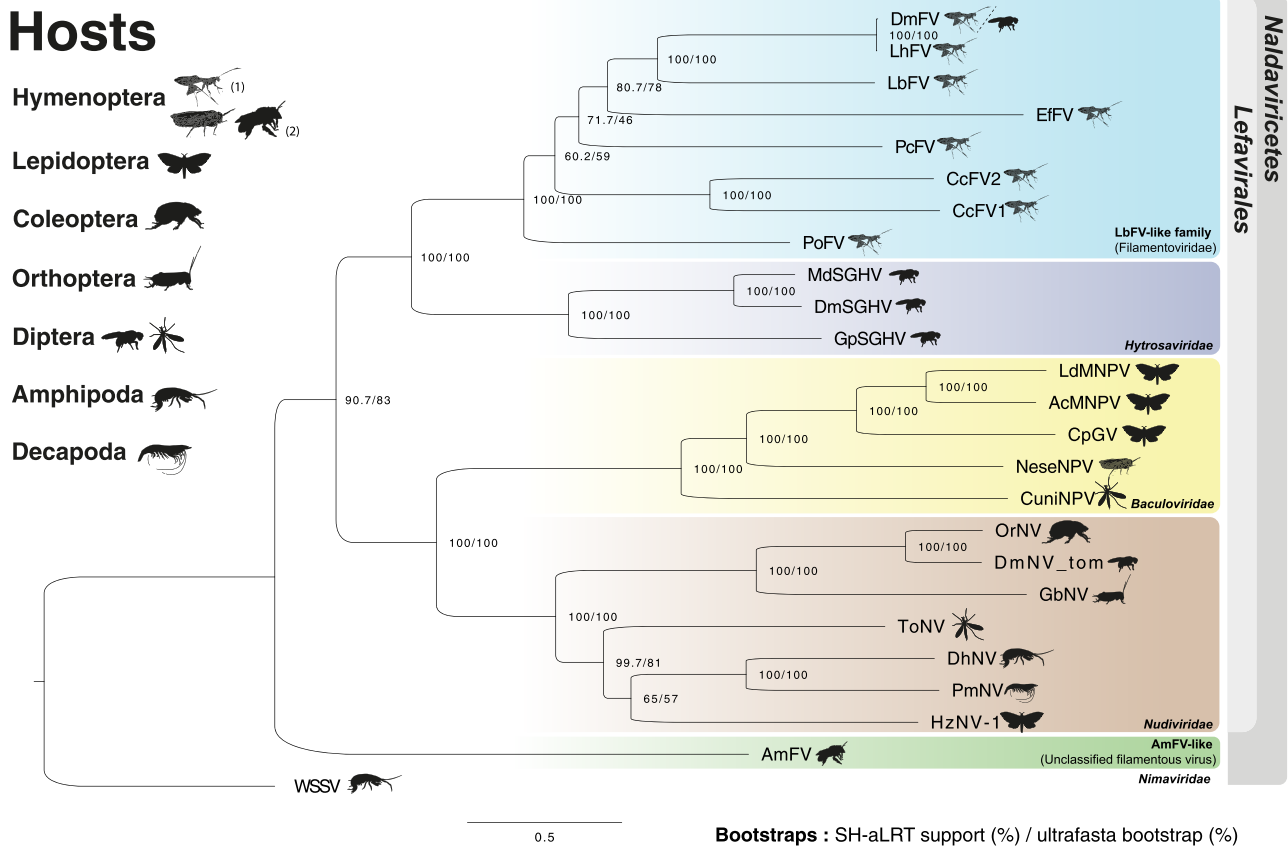 Hosts
Hymenoptera (1)
(2)
Lepidoptera
Coleoptera
Orthoptera
Diptera
Amphipoda
Decapoda
DmFV
100/100
LhFV
100/100
LbFV
80.7/78
EfFV
71.7/46
PcFV
60.2/59
CcFV2
100/100
CcFV1
100/100
PoFV
LbFV-like family
(Filamentoviridae)
100/100
MdSGHV
100/100
DmSGHV
100/100
GpSGHV
Hytrosaviridae
90.7/83
LdMNPV
100/100
AcMNPV
100/100
CpGV
100/100
NeseNPV
100/100
CuniNPV
Baculoviridae
100/100
OrNV
100/100
DmNV_tom
100/100
GbNV
100/100
ToNV
99.7/81
DhNV
100/100
PmNV
65/57
HzNV-1
Nudiviridae
AmFV
AmFV-like
(Unclassified filamentous virus)
WSSV
Nimaviridae
Lefavirales
Naldaviricetes
0.5
Bootstraps : SH-aLRT support (%) / ultrafasta bootstrap (%)